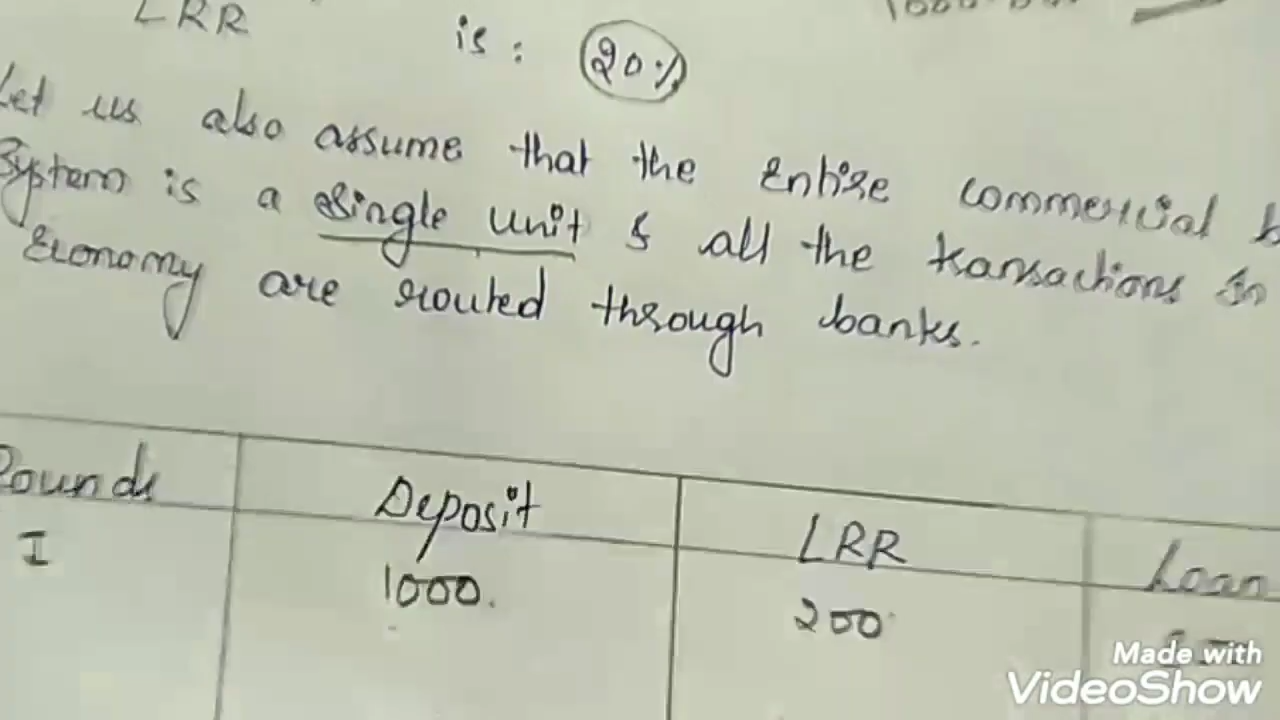 LRR is: 20%
Let us also assume that the entire commercial
System is a single unit & all the transactions in
Economy are routed through banks.
Rounds Deposit LRR Loan
I 1000. 200
Made with
VideoShow